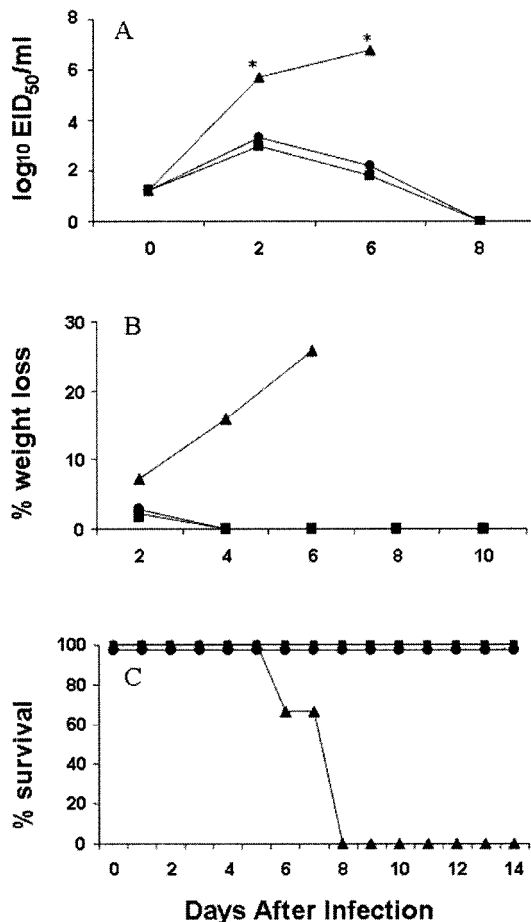 A
8
6
4
2
0
log10 EID50/ml
* *
0 2 6 8
B
30
20
10
0
% weight loss
2 4 6 8 10
C
100
80
60
40
20
0
% survival
0 2 4 6 8 10 12 14
Days After Infection